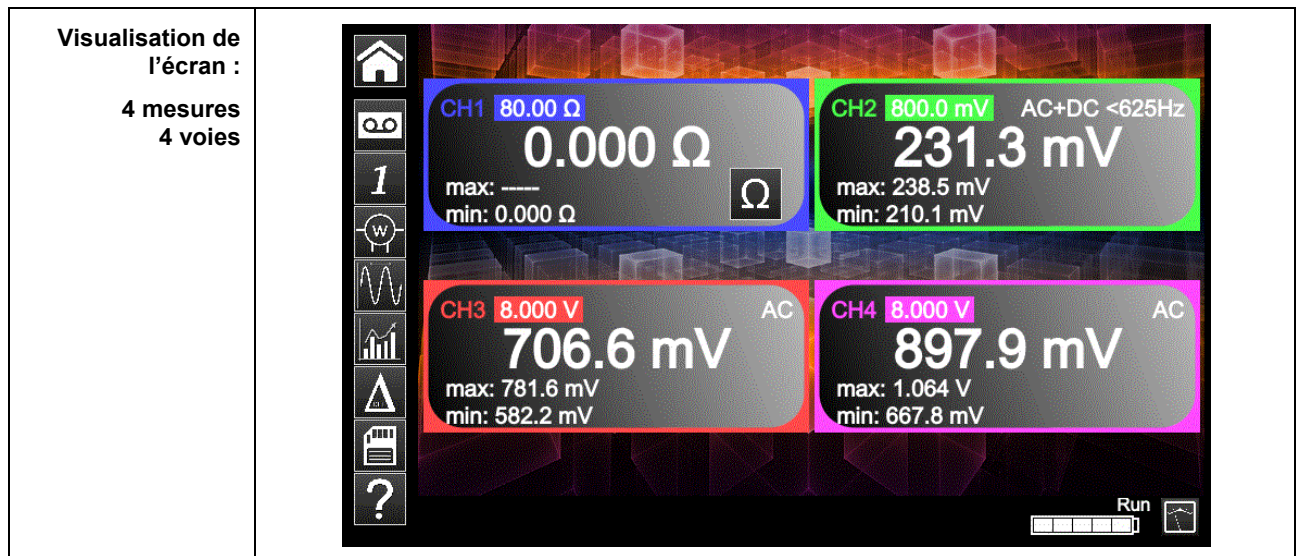 Visualisation de
l'écran :
4 mesures
4 voies
1
W
CH1 80.00 Ω
0.000 Ω
max: -----
min: 0.000 Ω
Ω
CH2 800.0 mV AC+DC <625Hz
231.3 mV
max: 238.5 mV
min: 210.1 mV
CH3 8.000 V AC
706.6 mV
max: 781.6 mV
min: 582.2 mV
CH4 8.000 V AC
897.9 mV
max: 1.064 V
min: 667.8 mV
?
Run